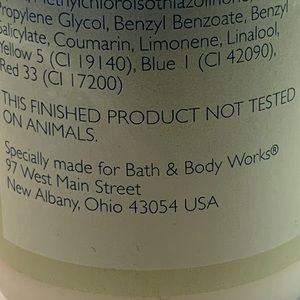 Methylchloroisothiazolinone,
Propylene Glycol, Benzyl Benzoate, Benzyl
Salicylate, Coumarin, Limonene, Linalool,
Yellow 5 (CI 19140), Blue 1 (CI 42090),
Red 33 (CI 17200)
THIS FINISHED PRODUCT NOT TESTED
ON ANIMALS.
Specially made for Bath & Body Works®
97 West Main Street
New Albany, Ohio 43054 USA